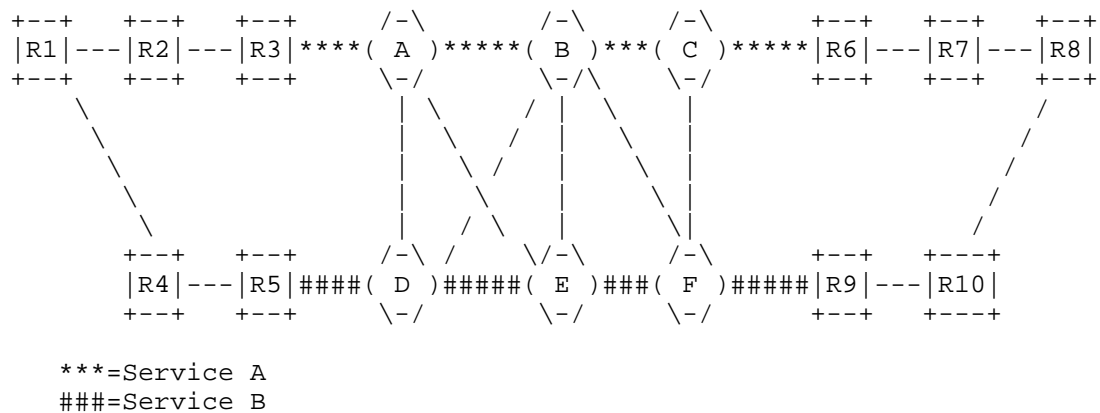 R1 R2 R3 A B C R6 R7 R8
R4 R5 D E F R9 R10
***=Service A
###=Service B